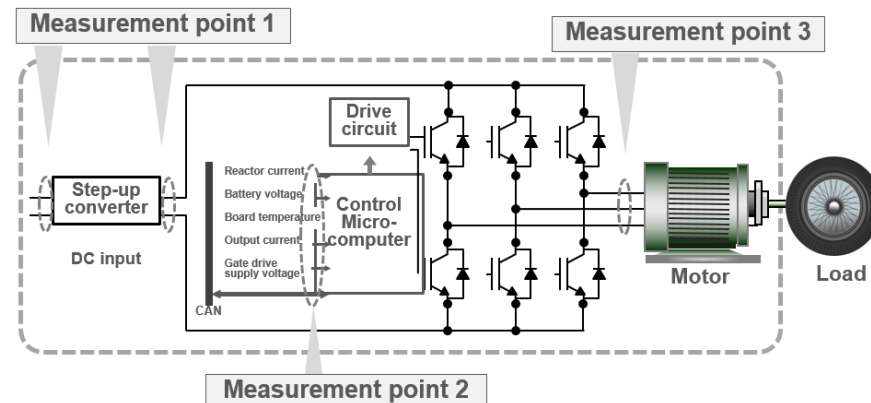 Measurement point 1
Measurement point 3
Drive
circuit
Step-up
converter
DC input
Reactor current
Battery voltage
Board temperature
Output current
Gate drive
supply voltage
Control
Micro-
computer
CAN
Motor
Load
Measurement point 2